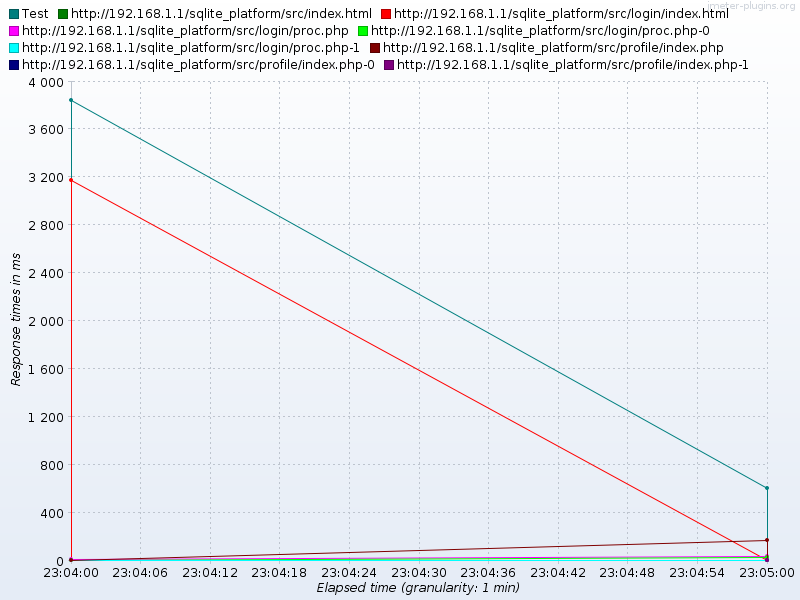 jmeter-plugins.org
Test http://192.168.1.1/sqlite_platform/src/index.html http://192.168.1.1/sqlite_platform/src/login/index.html
http://192.168.1.1/sqlite_platform/src/login/proc.php http://192.168.1.1/sqlite_platform/src/login/proc.php-0
http://192.168.1.1/sqlite_platform/src/login/proc.php-1 http://192.168.1.1/sqlite_platform/src/profile/index.php
http://192.168.1.1/sqlite_platform/src/profile/index.php-0 http://192.168.1.1/sqlite_platform/src/profile/index.php-1
4 000
3 600
3 200
2 800
2 400
2 000
1 600
1 200
800
400
0
Response times in ms
23:04:00 23:04:06 23:04:12 23:04:18 23:04:24 23:04:30 23:04:36 23:04:42 23:04:48 23:04:54 23:05:00
Elapsed time (granularity: 1 min)